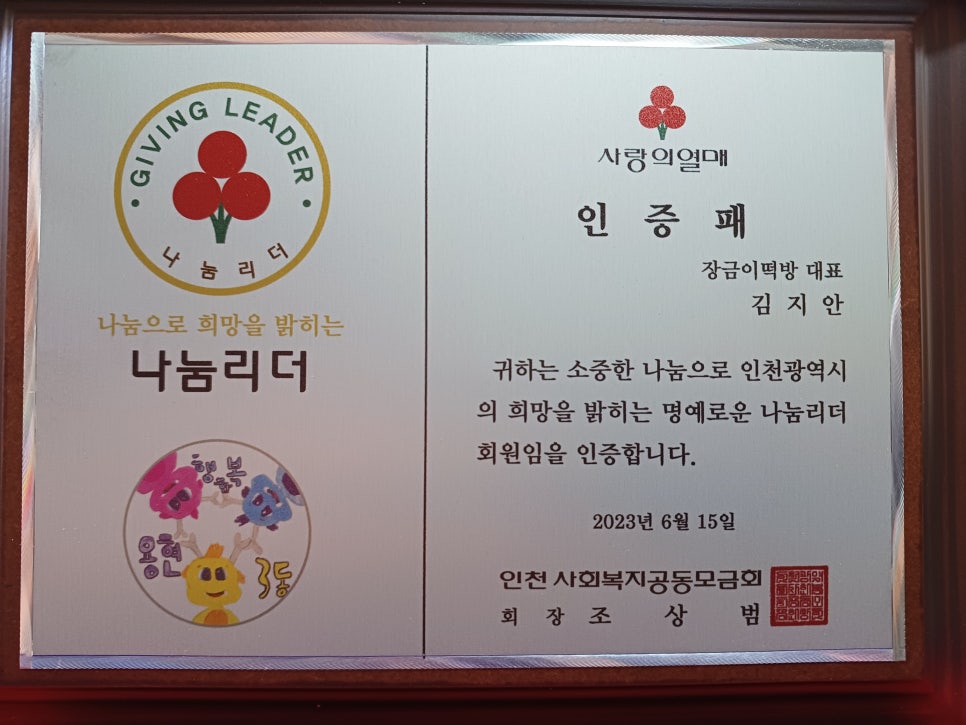 GIVING LEADER
나눔리더
나눔으로 희망을 밝히는
나눔리더
행복
용현
3동
사랑의열매
인 증 패
장금이떡방 대표
김 지 안
귀하는 소중한 나눔으로 인천광역시
의 희망을 밝히는 명예로운 나눔리더
회원임을 인증합니다.
2023년 6월 15일
인천 사회복지공동모금회
회 장 조 상 범